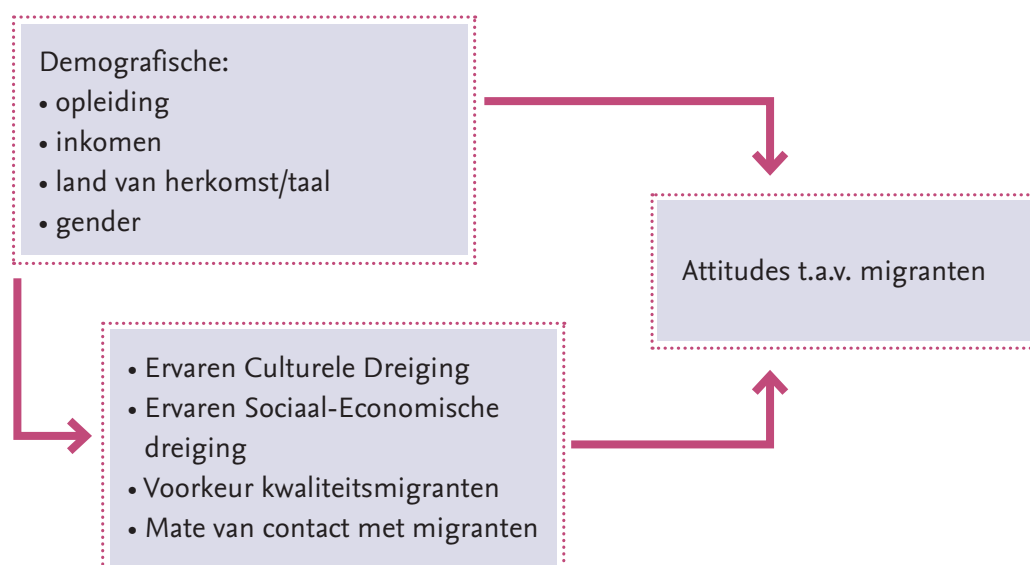 Demografische:
• opleiding
• inkomen
• land van herkomst/taal
• gender
Attitudes t.a.v. migranten
• Ervaren Culturele Dreiging
• Ervaren Sociaal-Economische
dreiging
• Voorkeur kwaliteitsmigranten
• Mate van contact met migranten